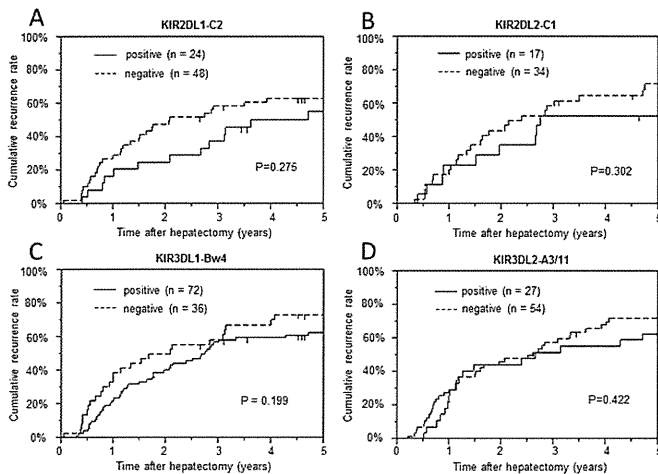 A
KIR2DL1-C2
Cumulative recurrence rate
100%
80%
60%
40%
20%
0%
positive (n = 24)
negative (n = 48)
P=0.275
0 1 2 3 4 5
Time after hepatectomy (years)
B
KIR2DL2-C1
Cumulative recurrence rate
100%
80%
60%
40%
20%
0%
positive (n = 17)
negative (n = 34)
P=0.302
0 1 2 3 4 5
Time after hepatectomy (years)
C
KIR3DL1-Bw4
Cumulative recurrence rate
100%
80%
60%
40%
20%
0%
positive (n = 72)
negative (n = 36)
P = 0.199
0 1 2 3 4 5
Time after hepatectomy (years)
D
KIR3DL2-A3/11
Cumulative recurrence rate
100%
80%
60%
40%
20%
0%
positive (n = 27)
negative (n = 54)
P=0.422
0 1 2 3 4 5
Time after hepatectomy (years)